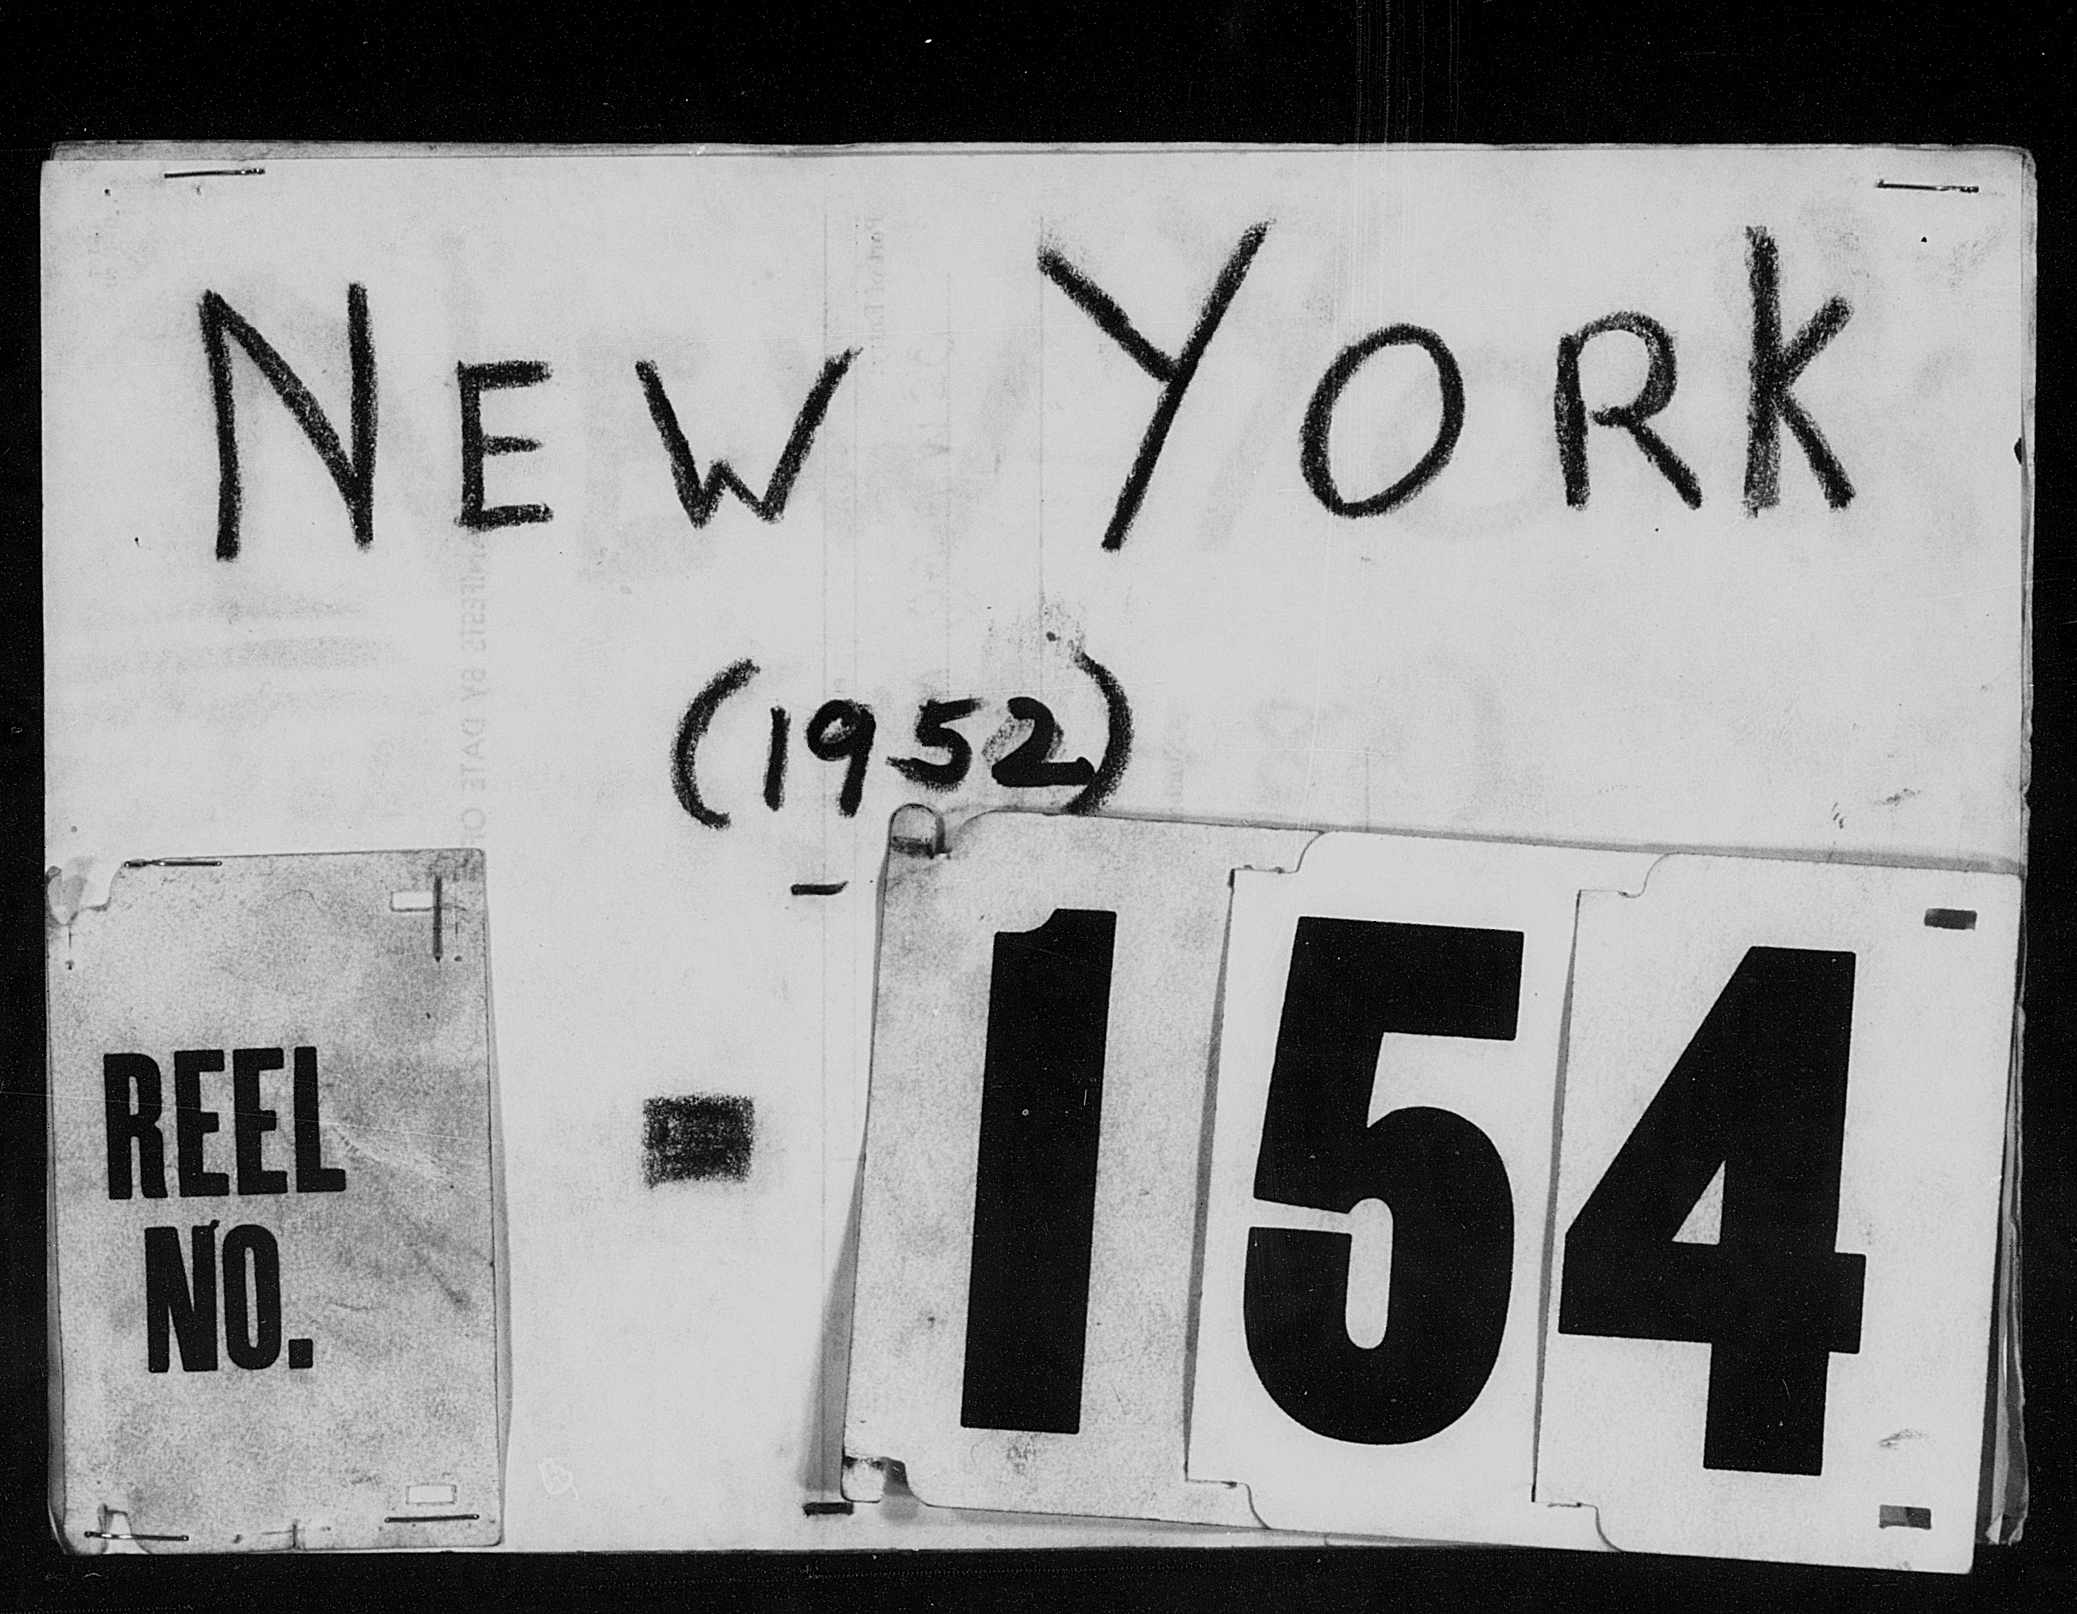 NEW YORK
(1952)
REEL
NO.
154